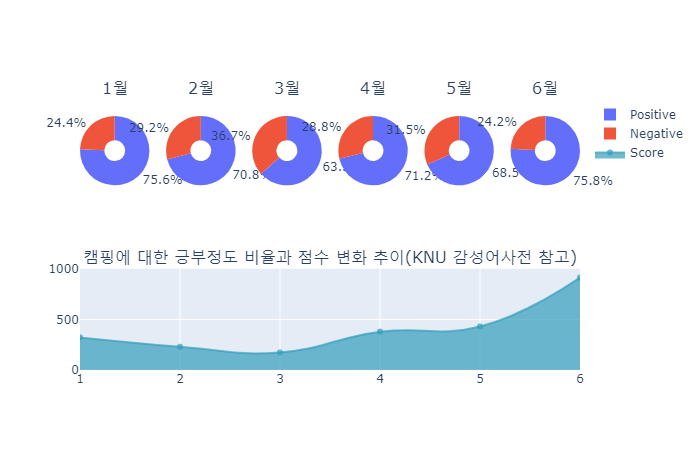 1월 2월 3월 4월 5월 6월
Positive
Negative
Score
24.4% 29.2% 36.7% 28.8% 31.5% 24.2%
75.6% 70.8% 71.2% 75.8%
캠핑에 대한 긍부정도 비율과 점수 변화 추이(KNU 감성어사전 참고)
1000
500
0
1 2 3 4 5 6